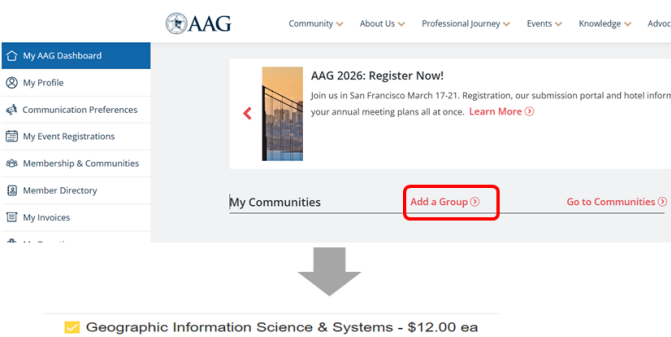 AAG
Community About Us Professional Journey Events Knowledge Advoc
My AAG Dashboard
My Profile
Communication Preferences
My Event Registrations
Membership & Communities
Member Directory
My Invoices
AAG 2026: Register Now!
Join us in San Francisco March 17-21. Registration, our submission portal and hotel inform
your annual meeting plans all at once. Learn More
My Communities Add a Group Go to Communities
Geographic Information Science & Systems - $12.00 ea